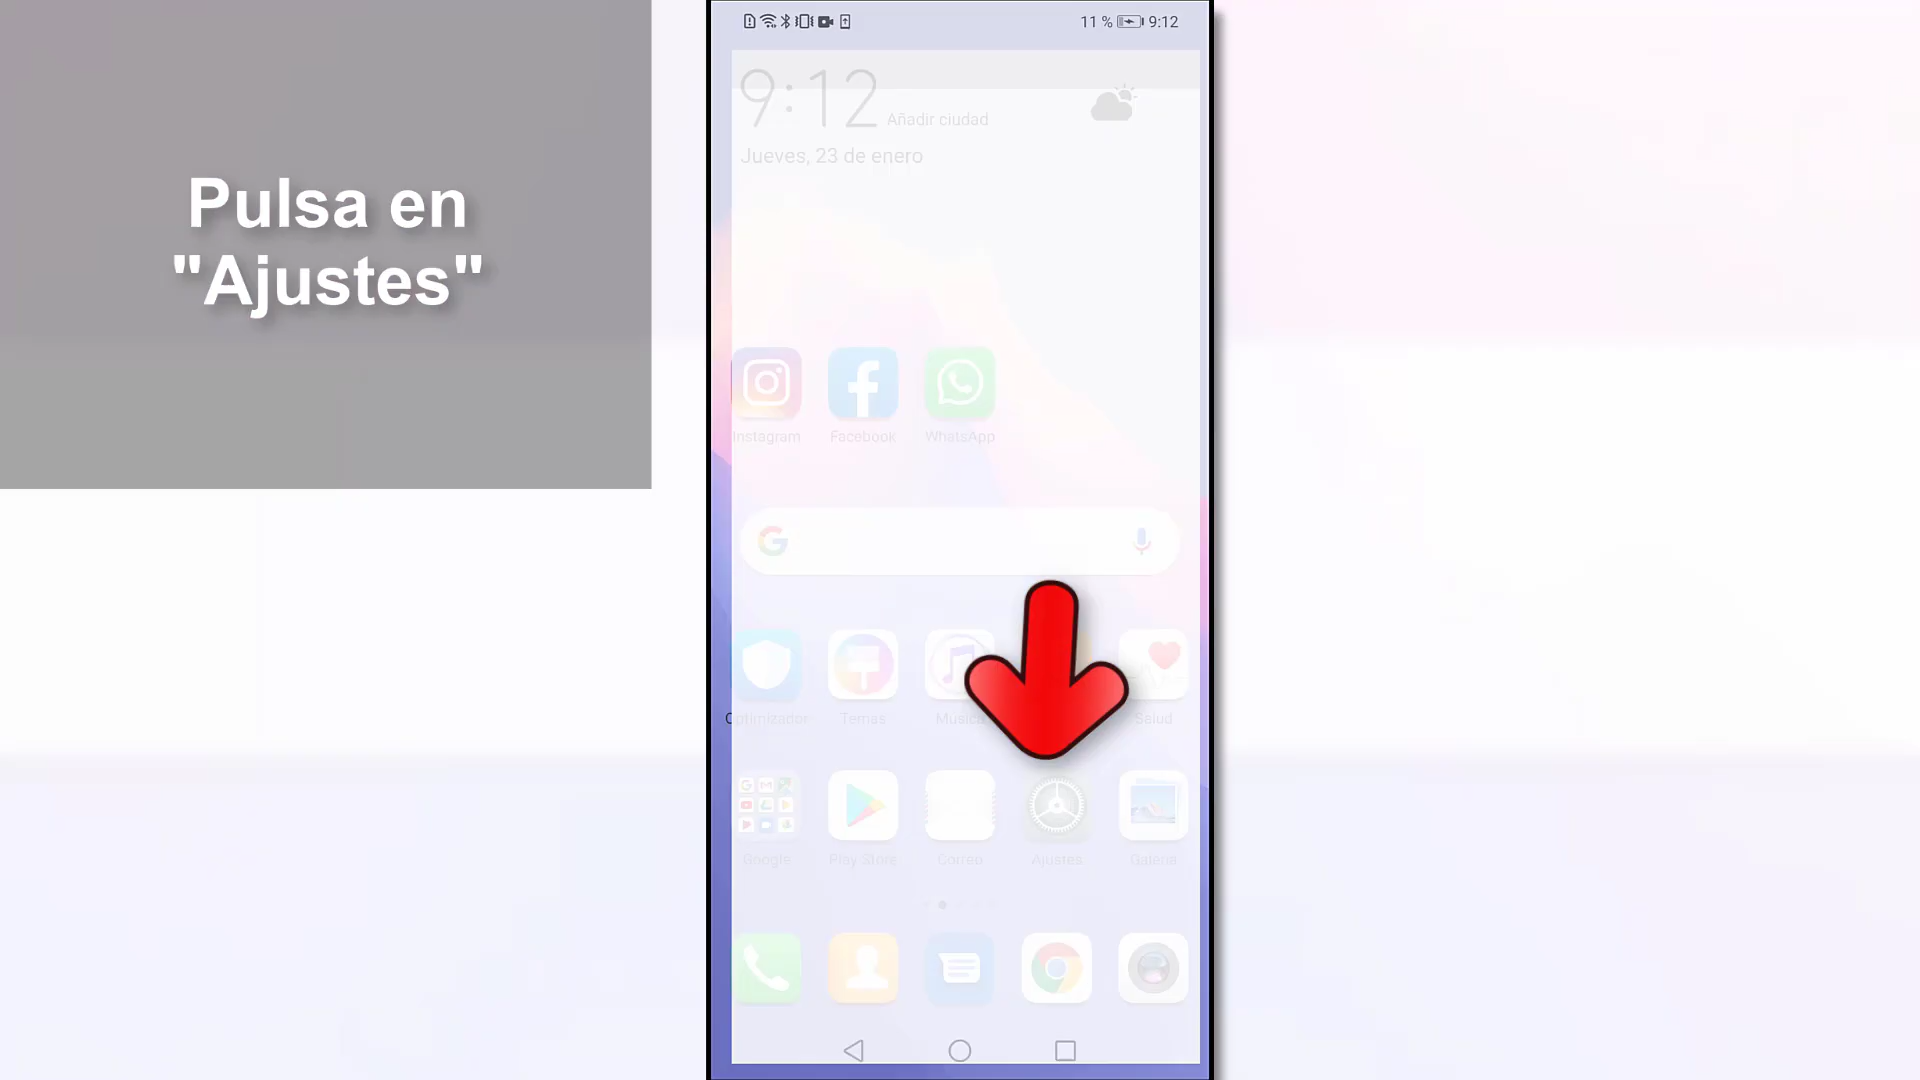 Pulsa en
"Ajustes"
11 % 9:12
9:12 Añadir ciudad
Jueves, 23 de enero
Instagram Facebook WhatsApp
Optimizador Temas Música Salud
Google Play Store Correo Ajustes Galería